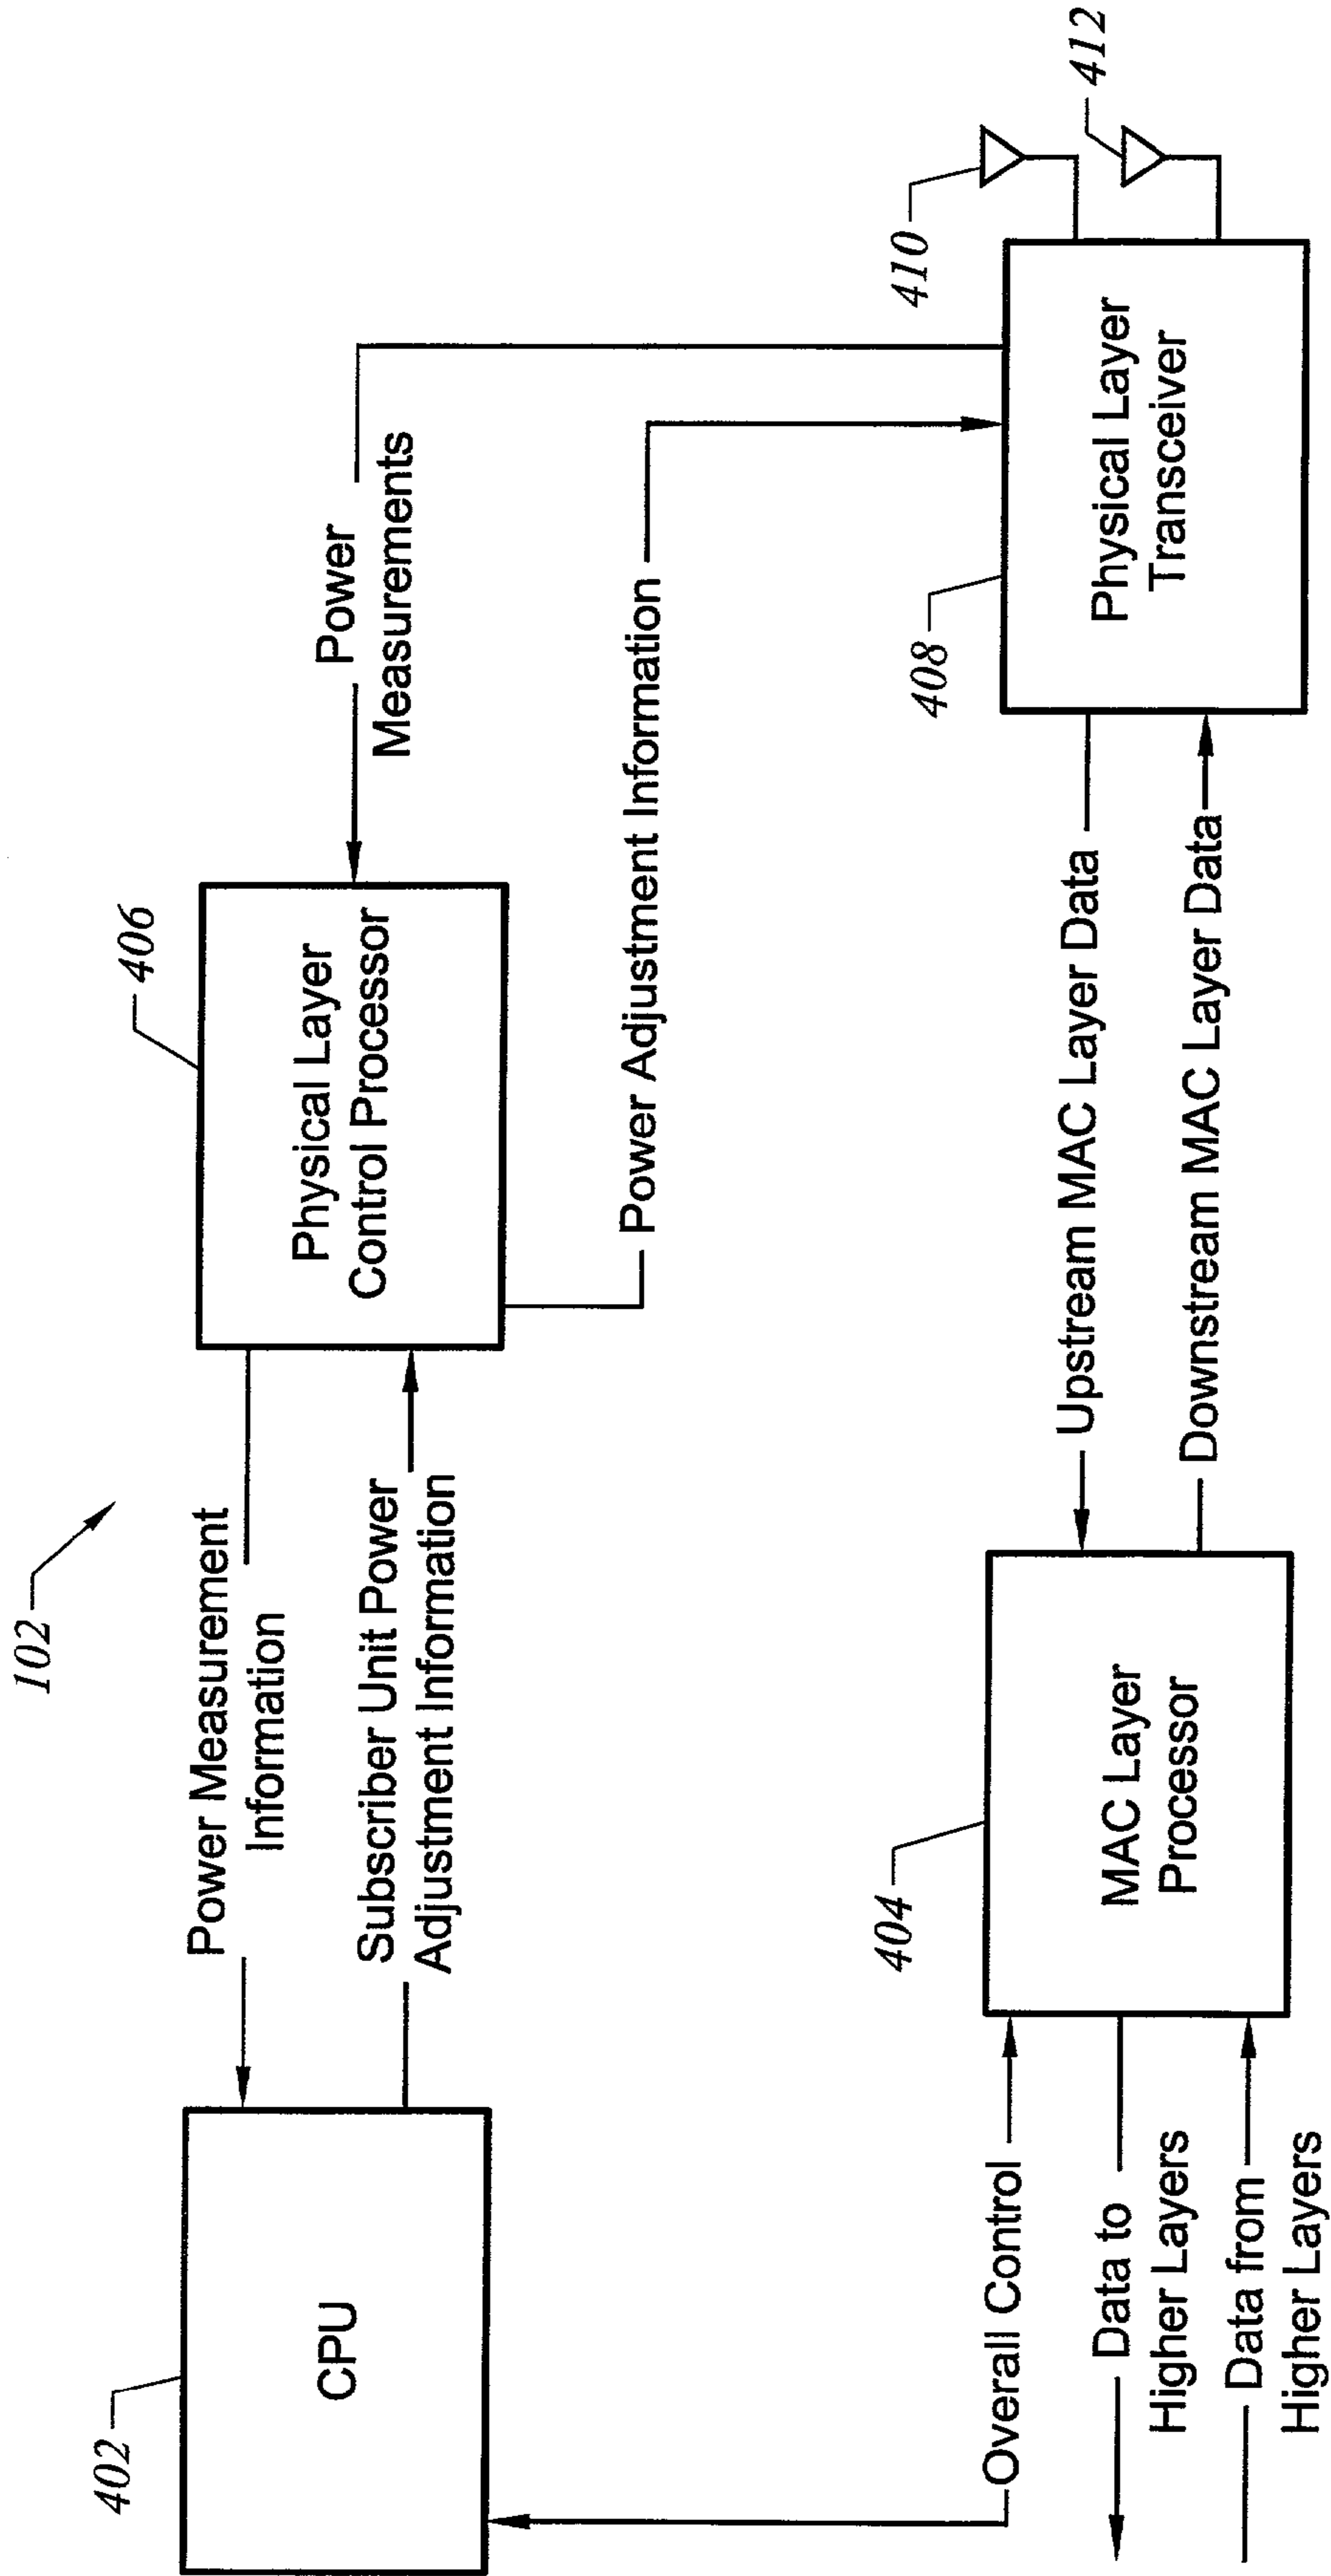 102
402
CPU
Power Measurement
Information
Subscriber Unit Power
Adjustment Information
406
Physical Layer
Control Processor
Power
Measurements
Power Adjustment Information
Overall Control
Data to
Higher Layers
Data from
Higher Layers
404
MAC Layer
Processor
Upstream MAC Layer Data
Downstream MAC Layer Data
408
Physical Layer
Transceiver
410
412